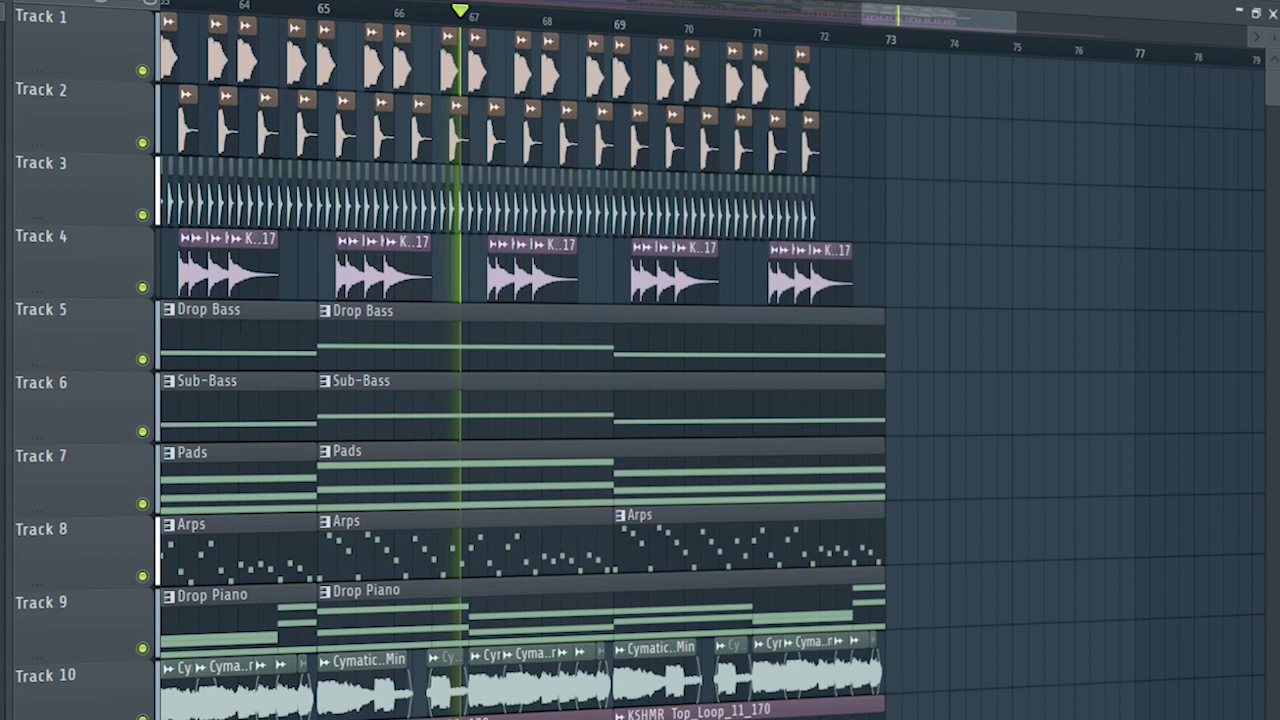 64 65 66 67 68 69 70 71 72 73 74 75 76 77 78 79
Track 1
Track 2
Track 3
Track 4
K..17 K..17 K..17 K..17 K..17
Track 5
Drop Bass Drop Bass
Track 6
Sub-Bass Sub-Bass
Track 7
Pads Pads
Track 8
Arps Arps Arps
Track 9
Drop Piano Drop Piano
Track 10
Cy Cyma..r Cymatic..Min Cy.. Cyr Cyma..r Cymatic..Min Cy Cyr Cyma..r
KSHMR_Top_Loop_11_170